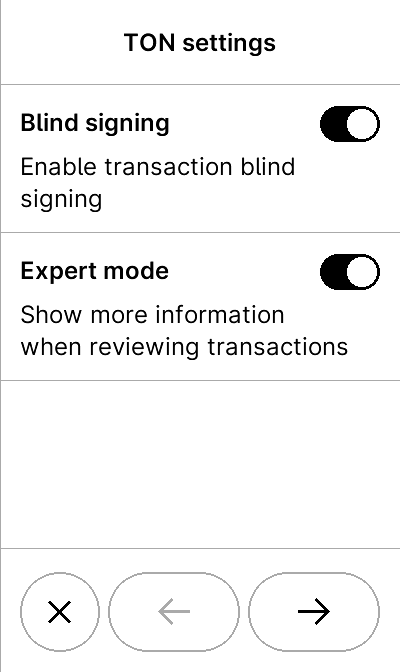 TON settings
Blind signing
Enable transaction blind
signing
Expert mode
Show more information
when reviewing transactions